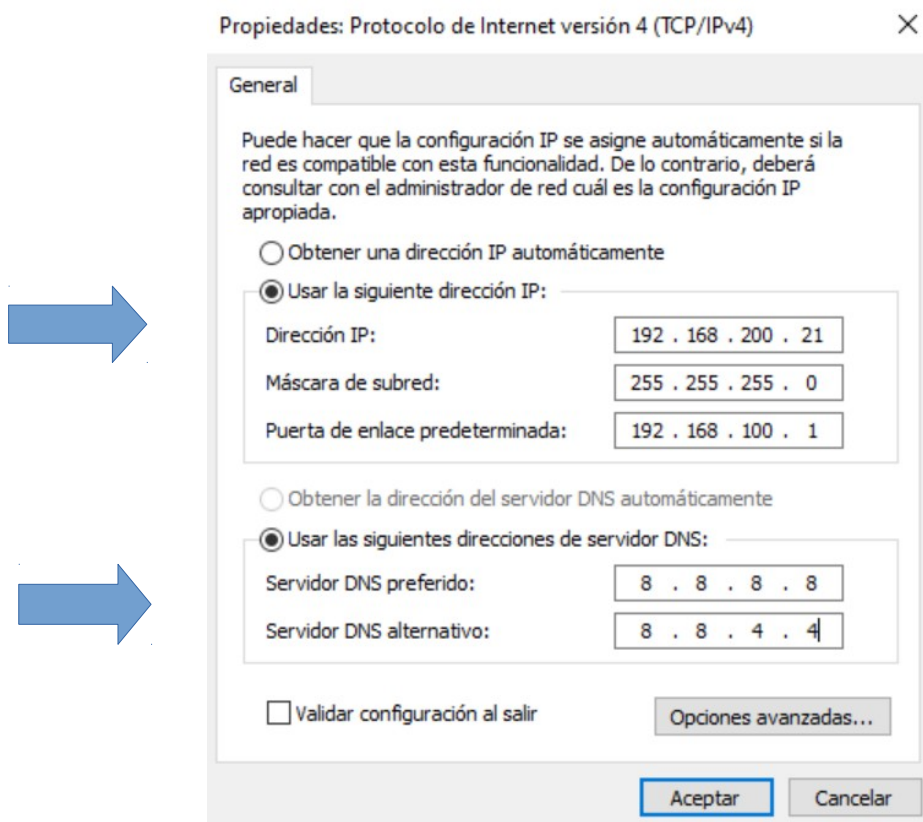 Propiedades: Protocolo de Internet versión 4 (TCP/IPv4)
General
Puede hacer que la configuración IP se asigne automáticamente si la
red es compatible con esta funcionalidad. De lo contrario, deberá
consultar con el administrador de red cuál es la configuración IP
apropiada.
Obtener una dirección IP automáticamente
Usar la siguiente dirección IP:
Dirección IP: 192 . 168 . 200 . 21
Máscara de subred: 255 . 255 . 255 . 0
Puerta de enlace predeterminada: 192 . 168 . 100 . 1
Obtener la dirección del servidor DNS automáticamente
Usar las siguientes direcciones de servidor DNS:
Servidor DNS preferido: 8 . 8 . 8 . 8
Servidor DNS alternativo: 8 . 8 . 4 . 4
Validar configuración al salir Opciones avanzadas...
Aceptar Cancelar